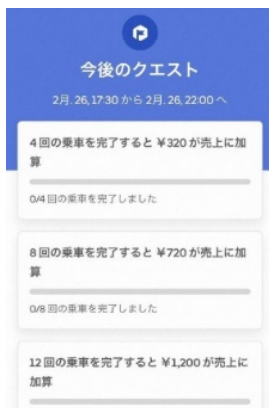 今後のクエスト
2月. 26, 17:30 から 2月. 26, 22:00 へ
4 回の乗車を完了すると ¥320 が売上に加
算
0/4 回の乗車を完了しました
8 回の乗車を完了すると ¥720 が売上に加
算
0/8 回の乗車を完了しました
12 回の乗車を完了すると ¥1,200 が売上に
加算